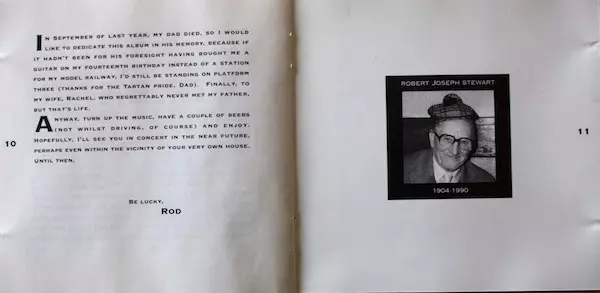 IN SEPTEMBER OF LAST YEAR, MY DAD DIED, SO I WOULD
LIKE TO DEDICATE THIS ALBUM IN HIS MEMORY, BECAUSE IF
IT HADN'T BEEN FOR HIS FORESIGHT HAVING BOUGHT ME A
GUITAR ON MY FOURTEENTH BIRTHDAY INSTEAD OF A STATION
FOR MY MODEL RAILWAY, I'D STILL BE STANDING ON PLATFORM
THREE (THANKS FOR THE TARTAN PRIDE, DAD). FINALLY, TO
MY WIFE, RACHEL, WHO REGRETTABLY NEVER MET MY FATHER,
BUT THAT'S LIFE.
ANYWAY, TURN UP THE MUSIC, HAVE A COUPLE OF BEERS
(NOT WHILST DRIVING, OF COURSE) AND ENJOY.
HOPEFULLY, I'LL SEE YOU IN CONCERT IN THE NEAR FUTURE,
PERHAPS EVEN WITHIN THE VICINITY OF YOUR VERY OWN HOUSE.
UNTIL THEN,
BE LUCKY,
ROD
10
ROBERT JOSEPH STEWART
1904-1990
11